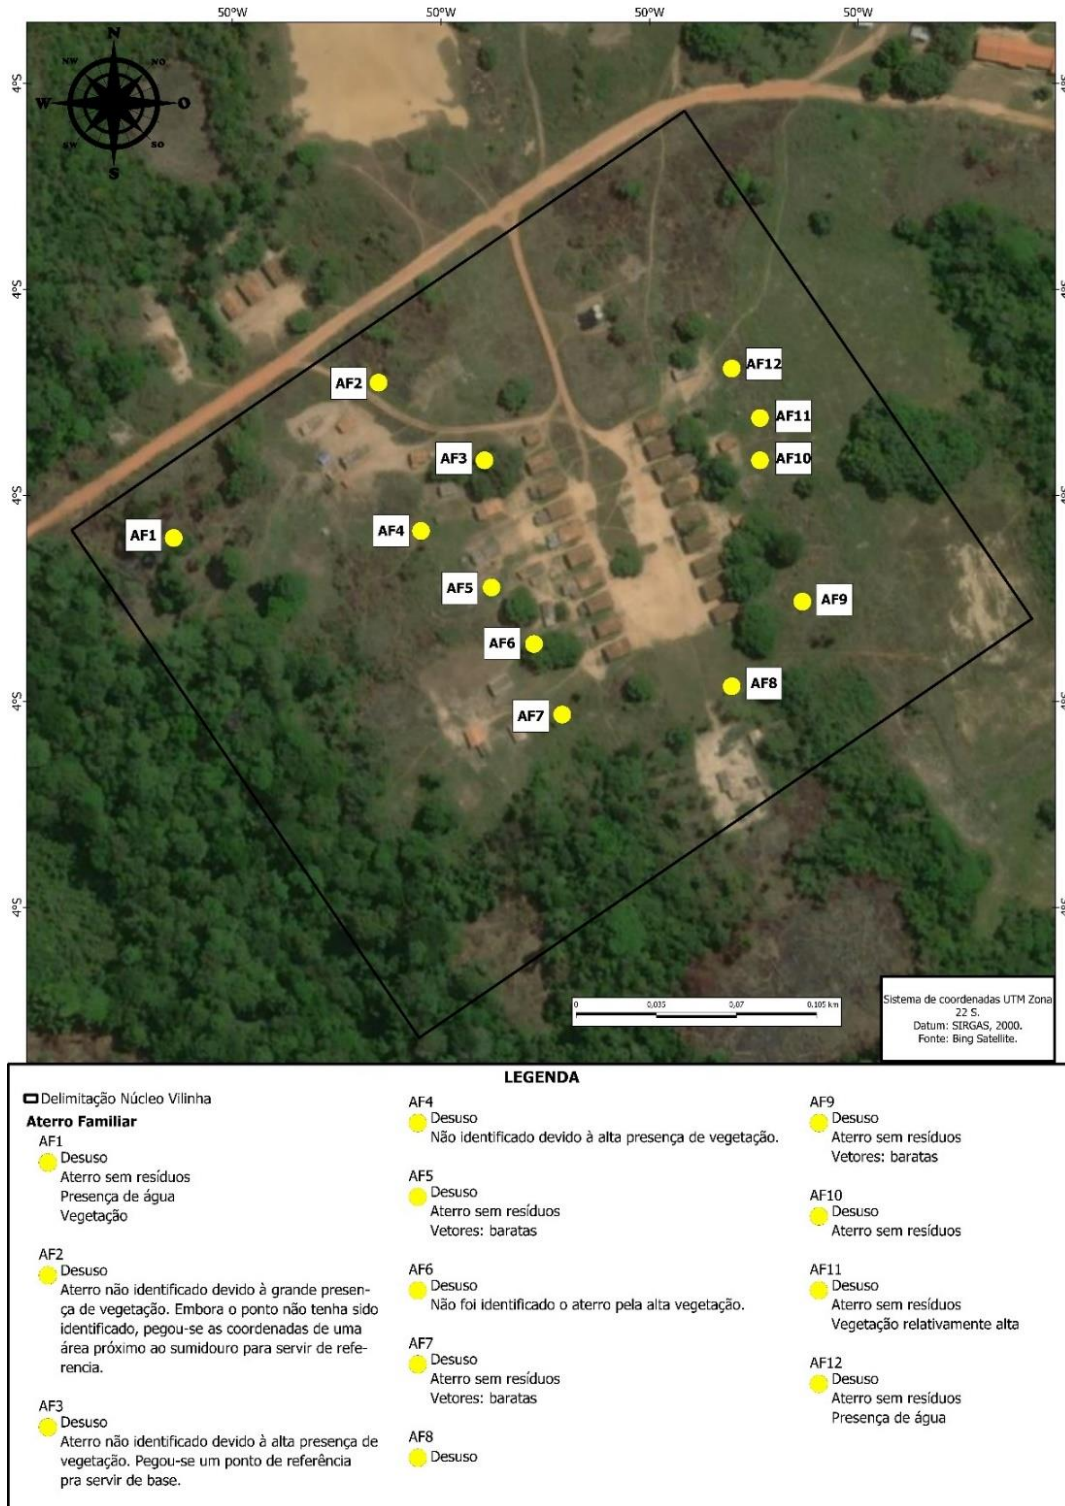 50°W 50°W 50°W 50°W
N
NW NO
W O
SW SO
S
4°S 4°S
4°S 4°S
4°S 4°S
4°S 4°S
4°S 4°S
AF12
AF2
AF11
AF3
AF10
AF4
AF1
AF5
AF9
AF6
AF8
AF7
0 0,035 0,07 0,105 km
Sistema de coordenadas UTM Zona
22 S.
Datum: SIRGAS, 2000.
Fonte: Bing Satellite.
LEGENDA
Delimitação Núcleo Vilinha
Aterro Familiar
AF1
Desuso
Aterro sem resíduos
Presença de água
Vegetação
AF2
Desuso
Aterro não identificado devido à grande presen-
ça de vegetação. Embora o ponto não tenha sido
identificado, pegou-se as coordenadas de uma
área próximo ao sumidouro para servir de refe-
rencia.
AF3
Desuso
Aterro não identificado devido à alta presença de
vegetação. Pegou-se um ponto de referência
pra servir de base.
AF4
Desuso
Não identificado devido à alta presença de vegetação.
AF5
Desuso
Aterro sem resíduos
Vetores: baratas
AF6
Desuso
Não foi identificado o aterro pela alta vegetação.
AF7
Desuso
Aterro sem resíduos
Vetores: baratas
AF8
Desuso
AF9
Desuso
Aterro sem resíduos
Vetores: baratas
AF10
Desuso
Aterro sem resíduos
AF11
Desuso
Aterro sem resíduos
Vegetação relativamente alta
AF12
Desuso
Aterro sem resíduos
Presença de água